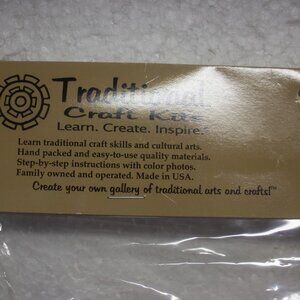 Traditional
Craft Kits
Learn. Create. Inspire.
Learn traditional craft skills and cultural arts.
Hand packed and easy-to-use quality materials.
Step-by-step instructions with color photos.
Family owned and operated. Made in USA.
Create your own gallery of traditional arts and crafts!™